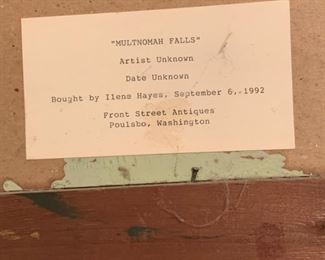 "MULTNOMAH FALLS"
Artist Unknown
Date Unknown
Bought by Ilene Hayes, September 6, 1992
Front Street Antiques
Poulsbo, Washington